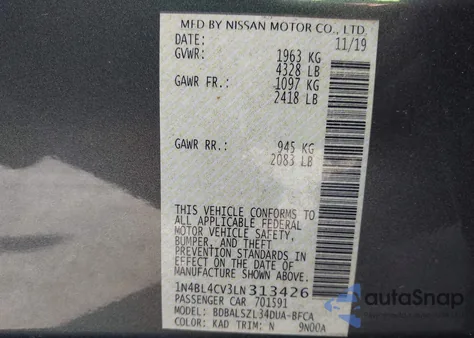 MFD BY NISSAN MOTOR CO., LTD.
DATE: 11/19
GVWR: 1963 KG
4328 LB
GAWR FR.: 1097 KG
2418 LB
GAWR RR.: 945 KG
2083 LB
THIS VEHICLE CONFORMS TO
ALL APPLICABLE FEDERAL
MOTOR VEHICLE SAFETY,
BUMPER, AND THEFT
PREVENTION STANDARDS IN
EFFECT ON THE DATE OF
MANUFACTURE SHOWN ABOVE.
1N4BL4CV3LN313426
PASSENGER CAR 701591
MODEL: BDBALSZL34DUA-BFCA
COLOR: KAD TRIM: N 9N00A
autaSnap